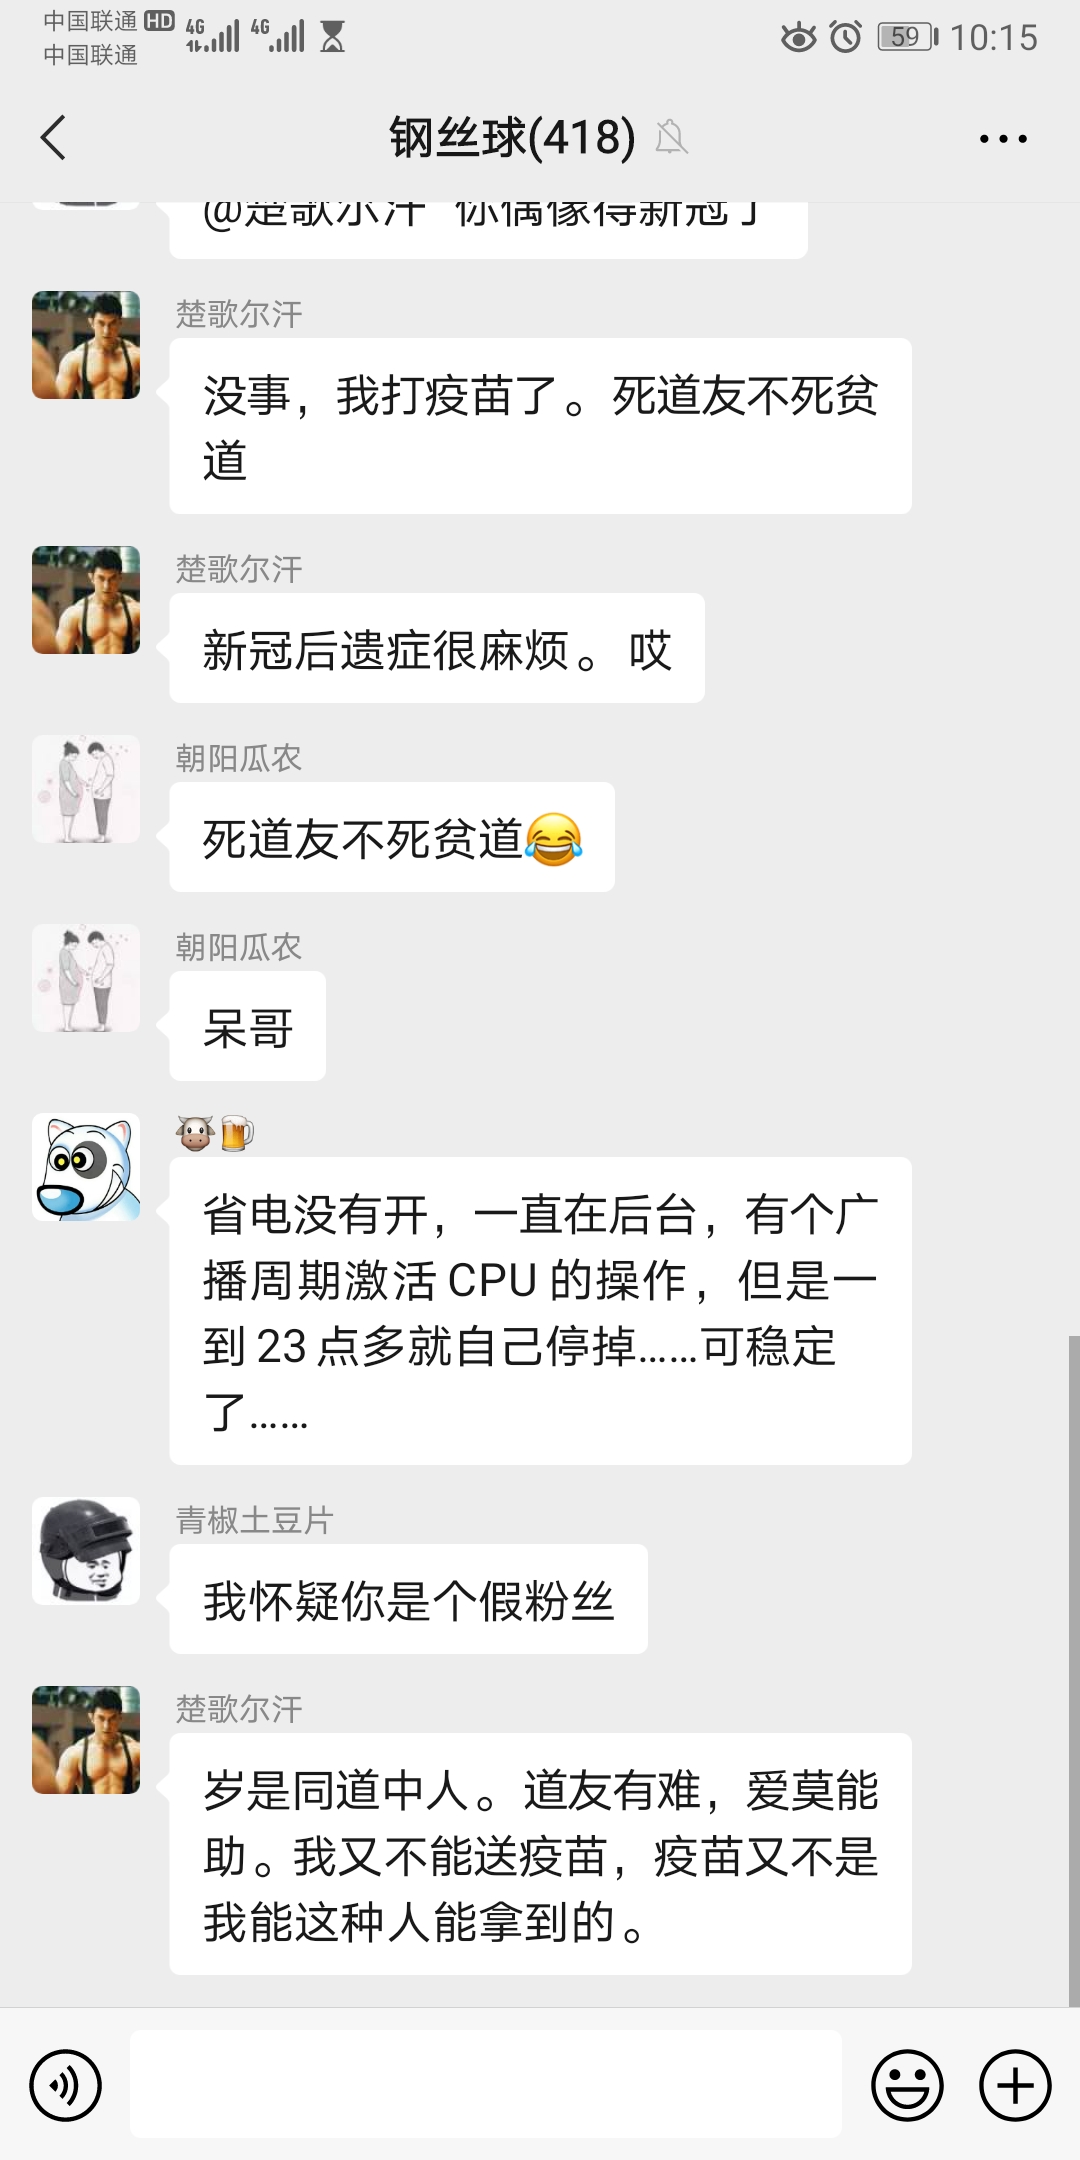 中国联通 HD 4G 4G 59 10:15
中国联通
钢丝球(418)
@楚歌尔汗 你偶像得新冠了
楚歌尔汗
没事，我打疫苗了。死道友不死贫
道
楚歌尔汗
新冠后遗症很麻烦。哎
朝阳瓜农
死道友不死贫道😂
朝阳瓜农
呆哥
🐮🍺
省电没有开，一直在后台，有个广
播周期激活CPU的操作，但是一
到23点多就自己停掉……可稳定
了……
青椒土豆片
我怀疑你是个假粉丝
楚歌尔汗
岁是同道中人。道友有难，爱莫能
助。我又不能送疫苗，疫苗又不是
我能这种人能拿到的。